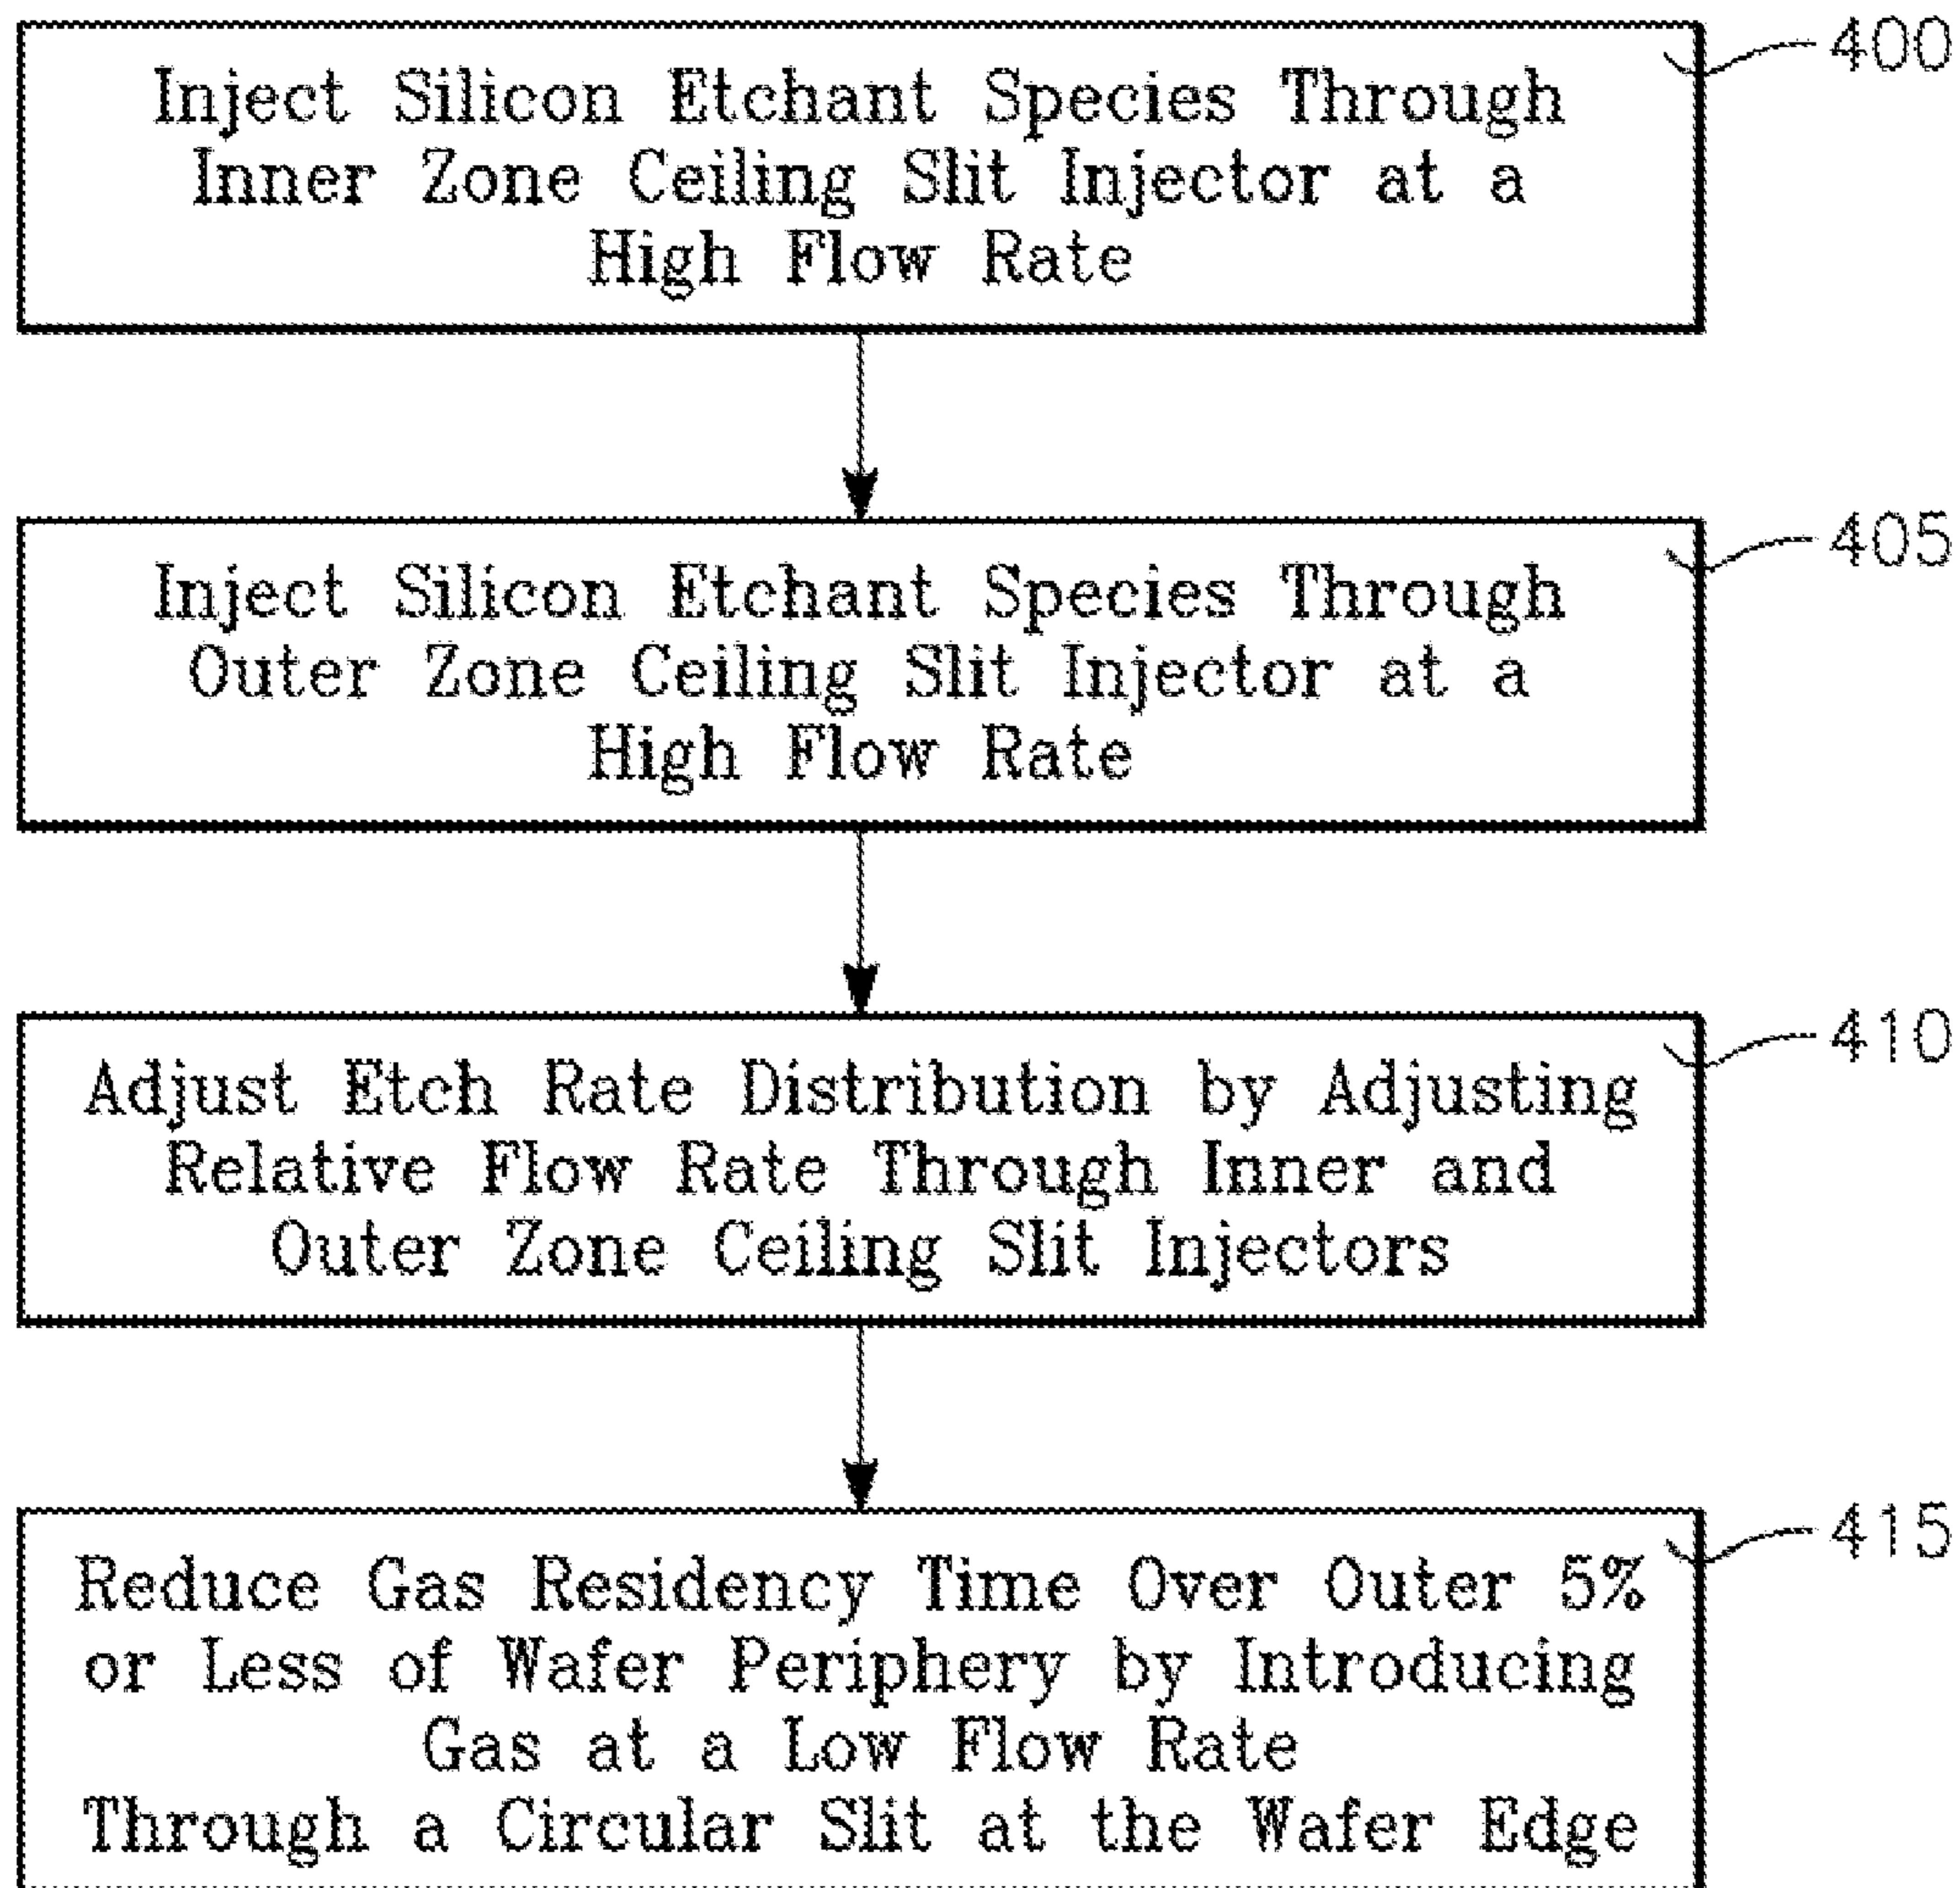 400
Inject Silicon Etchant Species Through
Inner Zone Ceiling Slit Injector at a
High Flow Rate
405
Inject Silicon Etchant Species Through
Outer Zone Ceiling Slit Injector at a
High Flow Rate
410
Adjust Etch Rate Distribution by Adjusting
Relative Flow Rate Through Inner and
Outer Zone Ceiling Slit Injectors
415
Reduce Gas Residency Time Over Outer 5%
or Less of Wafer Periphery by Introducing
Gas at a Low Flow Rate
Through a Circular Slit at the Wafer Edge